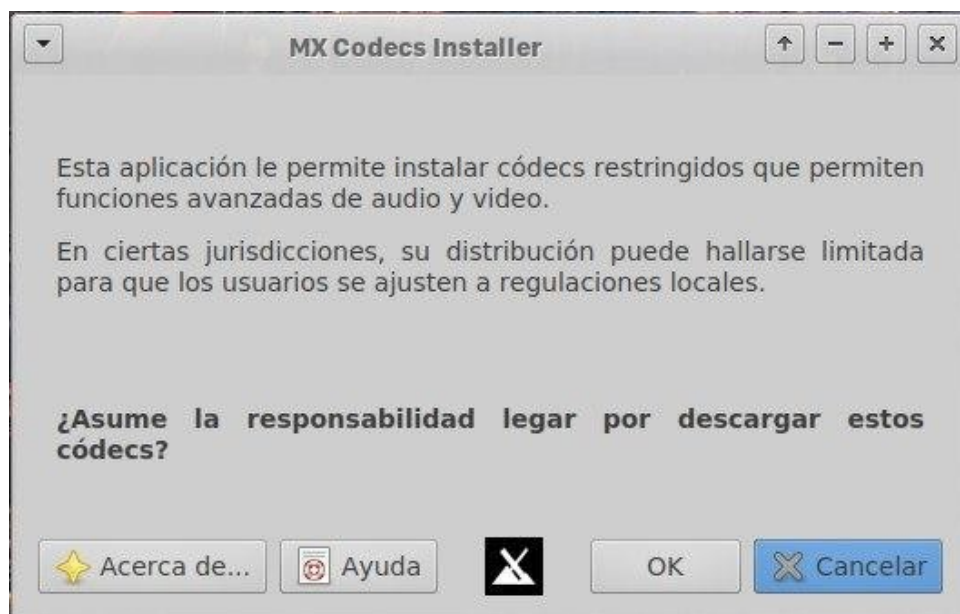 MX Codecs Installer
Esta aplicación le permite instalar códecs restringidos que permiten
funciones avanzadas de audio y video.
En ciertas jurisdicciones, su distribución puede hallarse limitada
para que los usuarios se ajusten a regulaciones locales.
¿Asume la responsabilidad legar por descargar estos
códecs?
Acerca de... Ayuda OK Cancelar